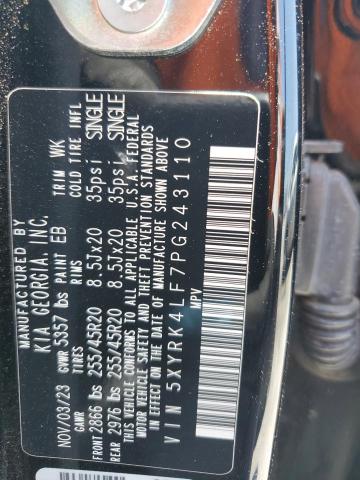 MANUFACTURED BY
KIA GEORGIA, INC.
NOV/03/23 GVWR 5357 lbs PAINT EB TRIM WK
GAWR TIRES RIMS COLD TIRE INFL
FRONT 2866 lbs 255/45R20 8.5Jx20 35psi SINGLE
REAR 2976 lbs 255/45R20 8.5Jx20 35psi SINGLE
THIS VEHICLE CONFORMS TO ALL APPLICABLE U.S.A. FEDERAL
MOTOR VEHICLE SAFETY, BUMPER, AND THEFT PREVENTION STANDARDS
IN EFFECT ON THE DATE OF MANUFACTURE SHOWN ABOVE.
VIN 5XYRK4LF7PG243110
MPV